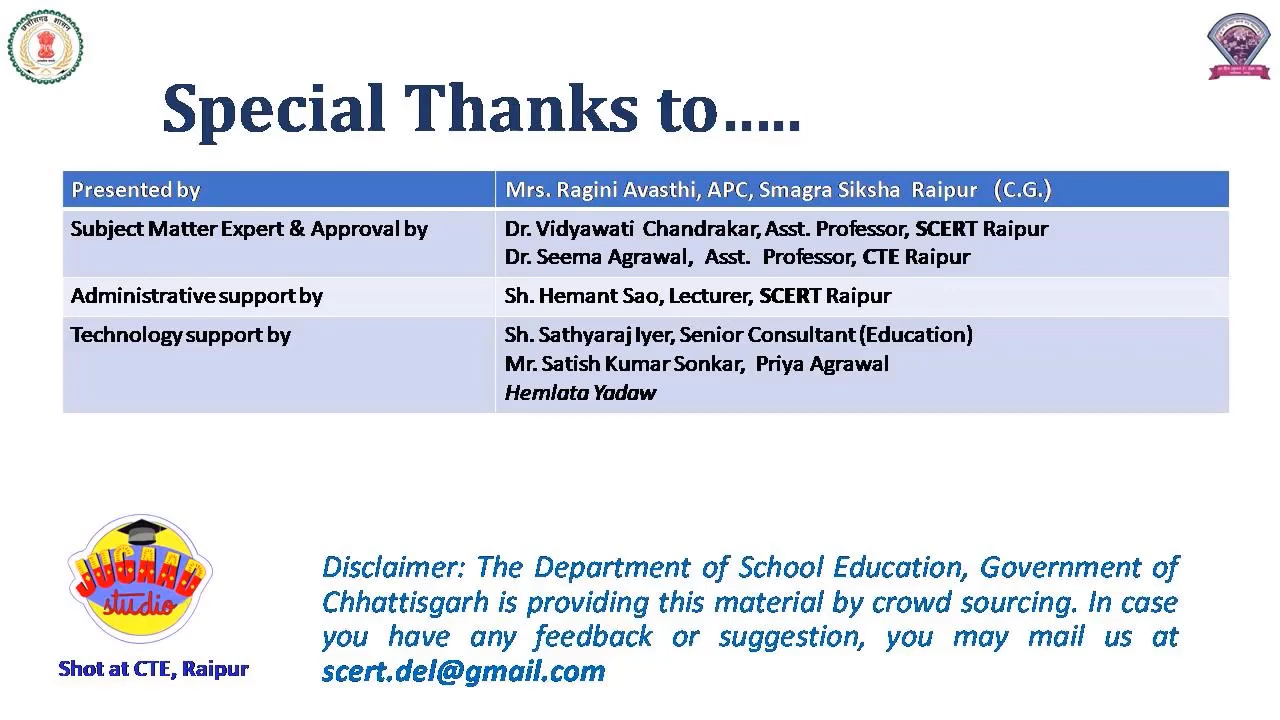 छत्तीसगढ़ शासन
Special Thanks to.....
Presented by
Mrs. Ragini Avasthi, APC, Smagra Siksha Raipur (C.G.)
Subject Matter Expert & Approval by
Dr. Vidyawati Chandrakar, Asst. Professor, SCERT Raipur
Dr. Seema Agrawal, Asst. Professor, CTE Raipur
Administrative support by
Sh. Hemant Sao, Lecturer, SCERT Raipur
Technology support by
Sh. Sathyaraj Iyer, Senior Consultant (Education)
Mr. Satish Kumar Sonkar, Priya Agrawal
Hemlata Yadaw
JUGAAD
studio
Shot at CTE, Raipur
Disclaimer: The Department of School Education, Government of
Chhattisgarh is providing this material by crowd sourcing. In case
you have any feedback or suggestion, you may mail us at
scert.del@gmail.com